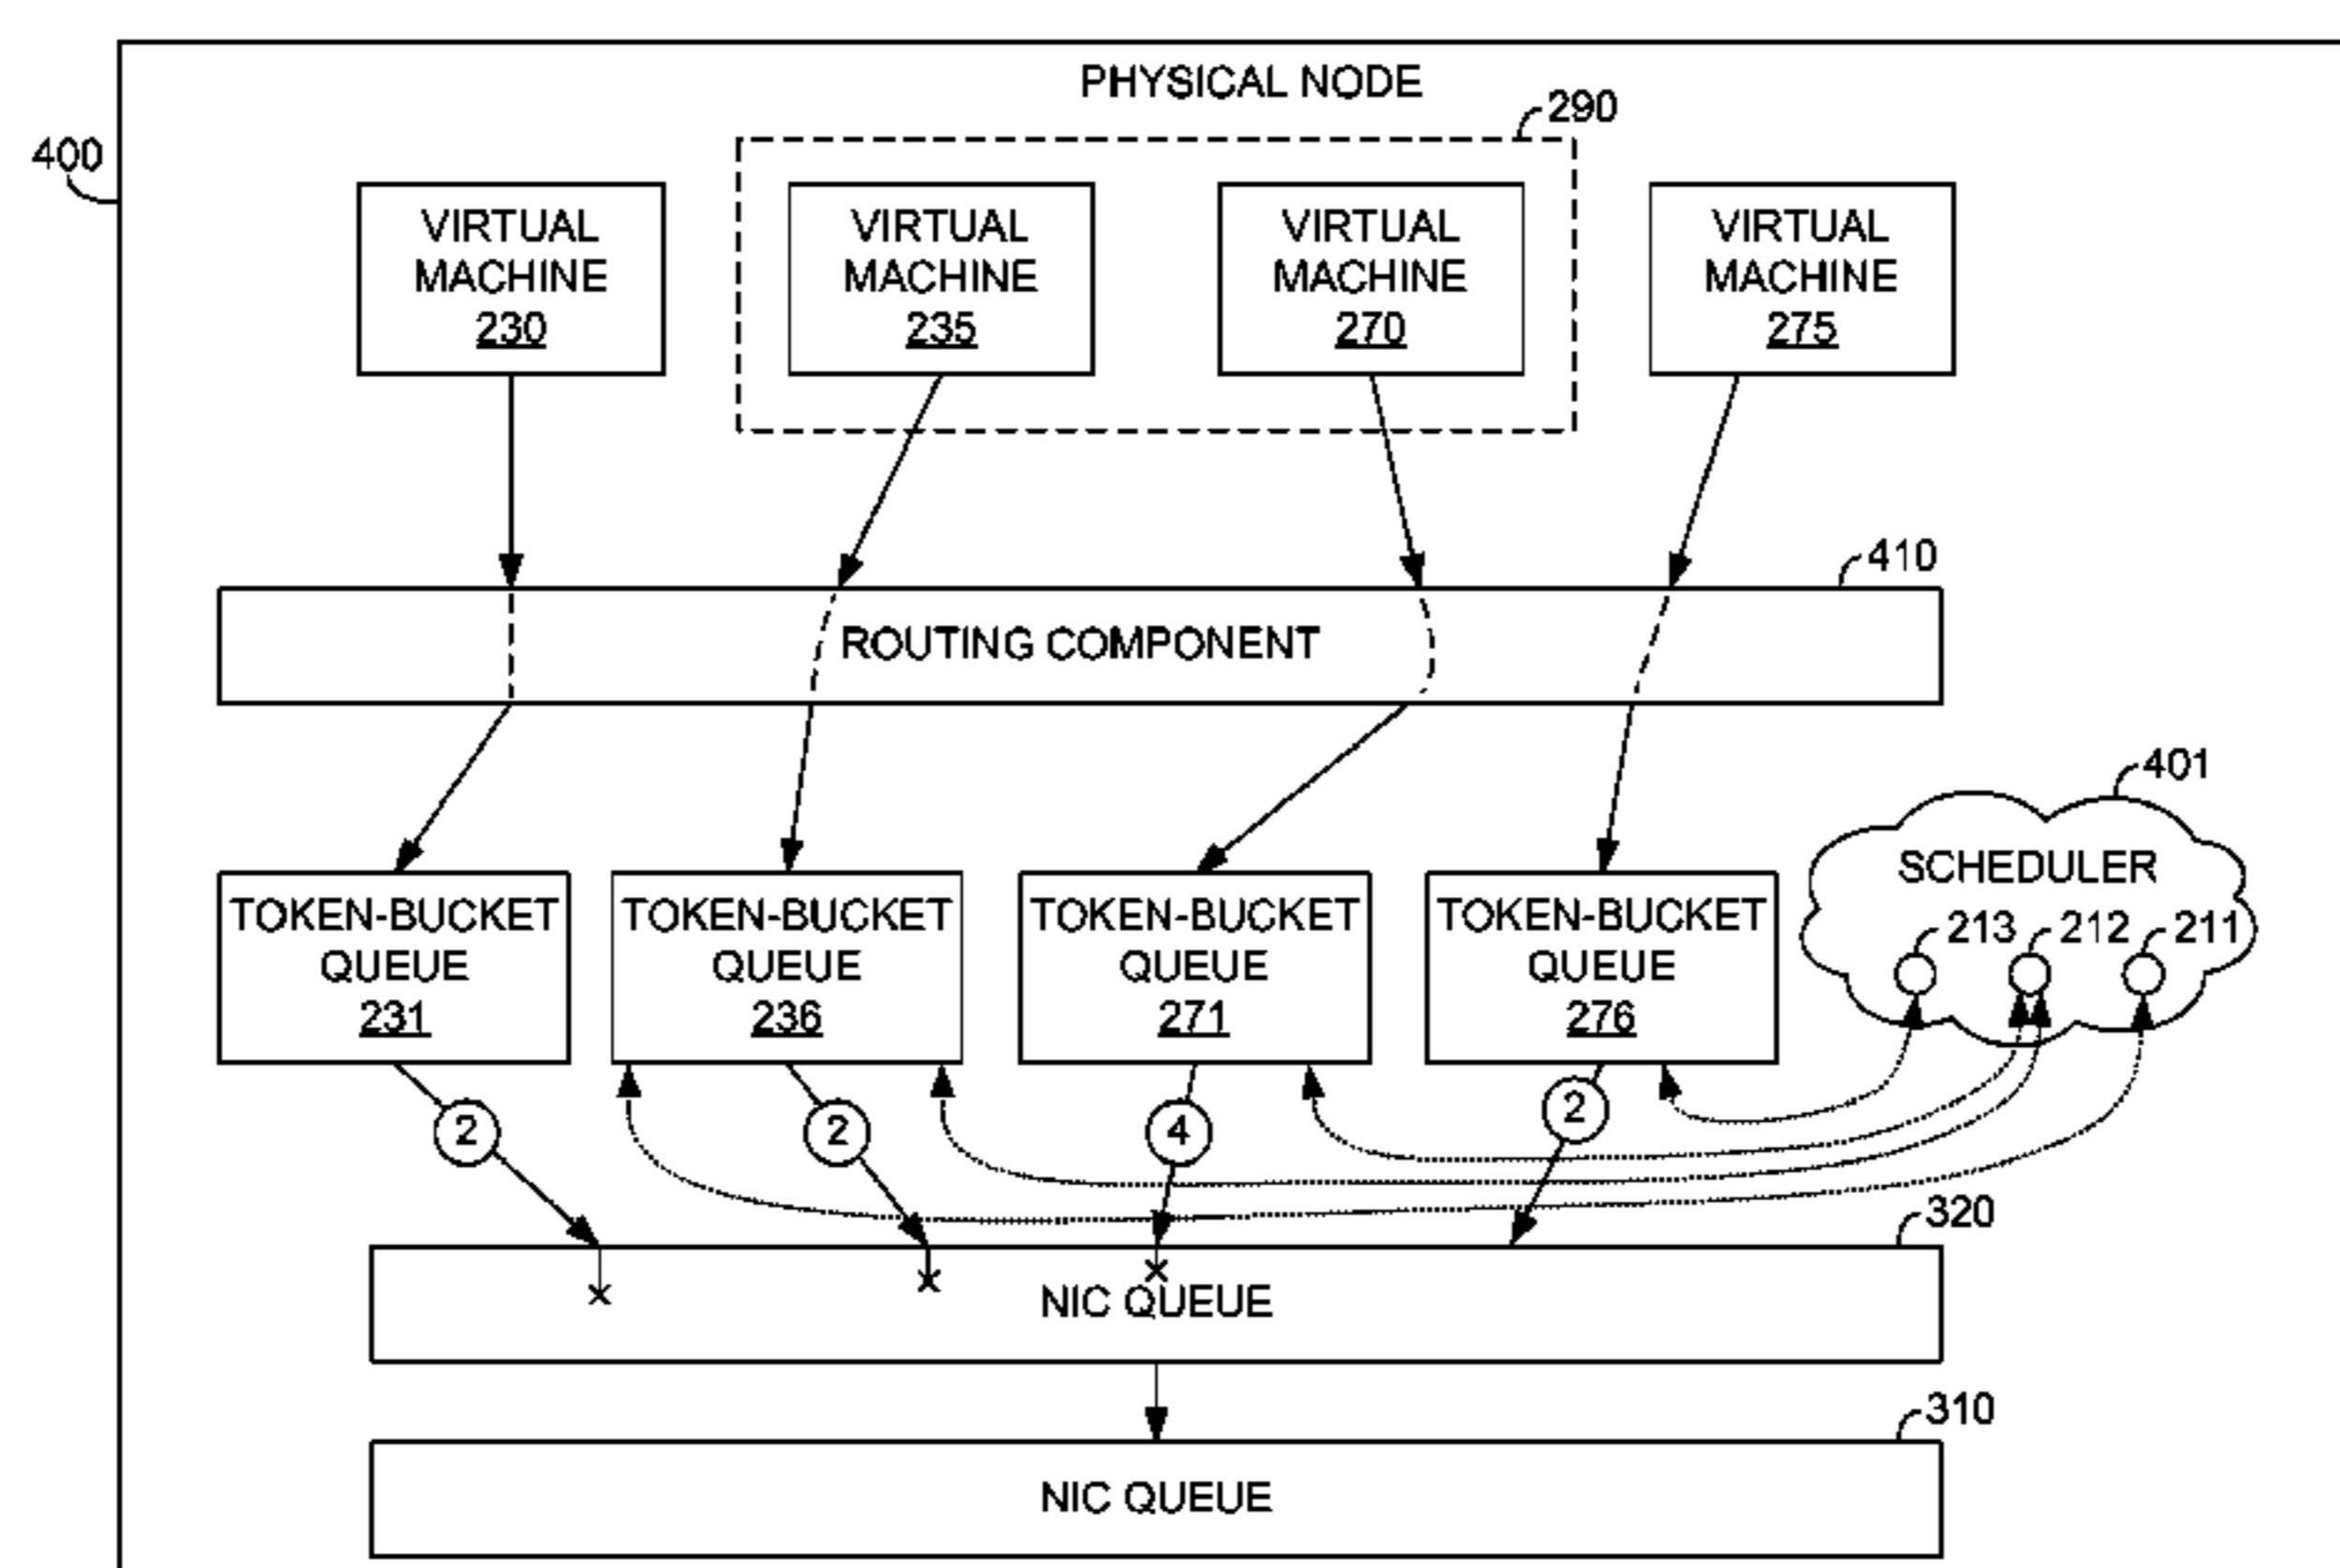 PHYSICAL NODE
290
400
VIRTUAL
MACHINE
230
VIRTUAL
MACHINE
235
VIRTUAL
MACHINE
270
VIRTUAL
MACHINE
275
410
ROUTING COMPONENT
401
SCHEDULER
213
212
211
TOKEN-BUCKET
QUEUE
231
TOKEN-BUCKET
QUEUE
236
TOKEN-BUCKET
QUEUE
271
TOKEN-BUCKET
QUEUE
276
2
2
4
2
320
NIC QUEUE
310
NIC QUEUE